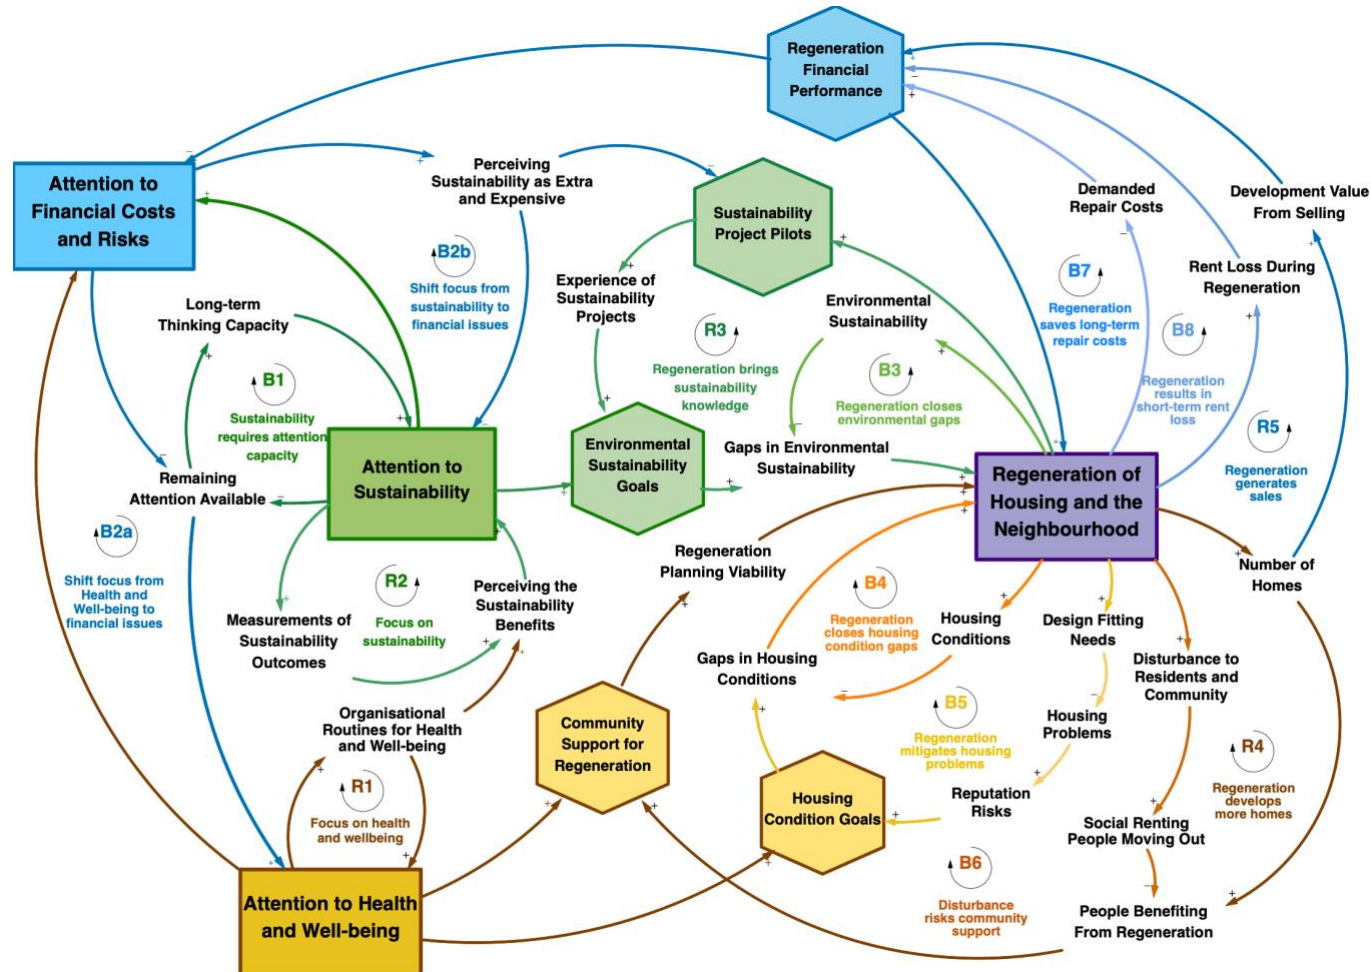 Regeneration
Financial
Performance
Attention to
Financial Costs
and Risks
Perceiving
Sustainability as Extra
and Expensive
Sustainability
Project Pilots
Demanded
Repair Costs
Development Value
From Selling
B2b
Shift focus from
sustainability to
financial issues
Experience of
Sustainability
Projects
Environmental
Sustainability
B7
Regeneration
saves long-term
repair costs
Rent Loss During
Regeneration
Long-term
Thinking Capacity
R3
Regeneration brings
sustainability
knowledge
B3
Regeneration closes
environmental gaps
B8
Regeneration
results in
short-term rent
loss
B1
Sustainability
requires attention
capacity
R5
Regeneration
generates
sales
Remaining
Attention Available
Attention to
Sustainability
Environmental
Sustainability
Goals
Gaps in Environmental
Sustainability
Regeneration of
Housing and the
Neighbourhood
B2a
Shift focus from
Health and
Well-being to
financial issues
Regeneration
Planning Viability
Number of
Homes
R2
Focus on
sustainability
Perceiving the
Sustainability
Benefits
B4
Regeneration
closes housing
condition gaps
Housing
Conditions
Design Fitting
Needs
Measurements of
Sustainability
Outcomes
Gaps in Housing
Conditions
Disturbance to
Residents and
Community
Organisational
Routines for Health
and Well-being
Community
Support for
Regeneration
B5
Regeneration
mitigates housing
problems
Housing
Problems
R4
Regeneration
develops
more homes
R1
Focus on health
and wellbeing
Housing
Condition Goals
Reputation
Risks
Social Renting
People Moving Out
Attention to Health
and Well-being
B6
Disturbance
risks community
support
People Benefiting
From Regeneration